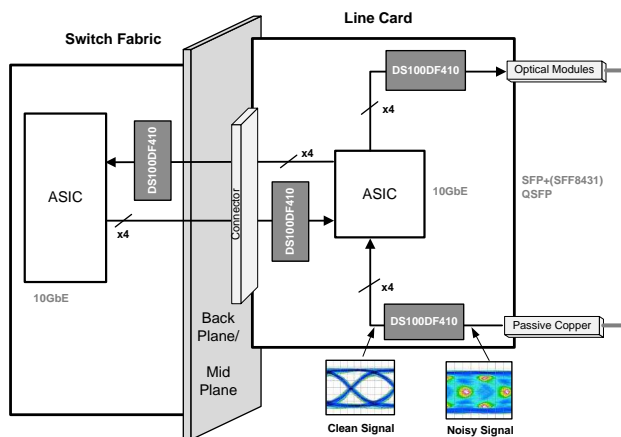 Line Card
Switch Fabric
DS100DF410
Optical Modules
x4
DS100DF410
x4
ASIC
x4
10GbE
Connector
DS100DF410
ASIC
10GbE
SFP+(SFF8431)
QSFP
x4
DS100DF410
Passive Copper
Back
Plane/
Mid
Plane
Clean Signal
Noisy Signal